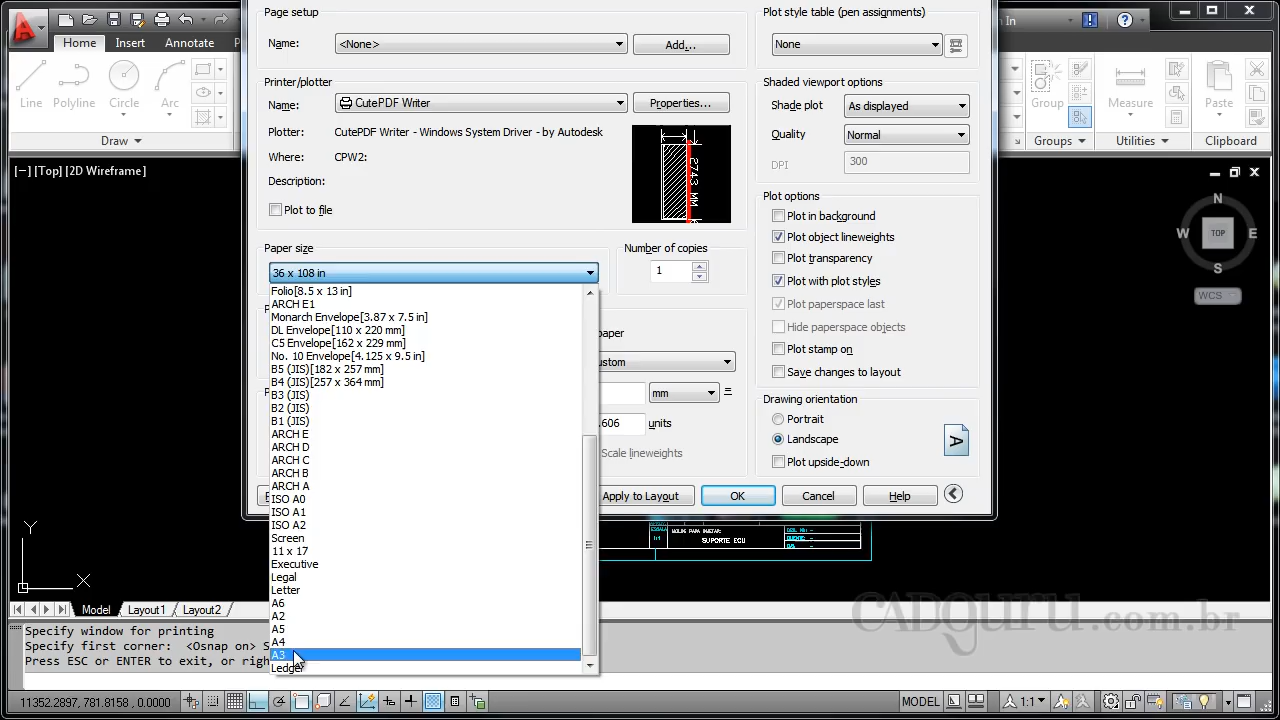 n In
Home
Insert
Annotate
P
Line
Polyline
Circle
Arc
Draw
Group
Measure
Paste
Groups
Utilities
Clipboard
Page setup
Name:
<None>
Add...
Printer/plotter
Name:
CutePDF Writer
Properties...
Plotter:
CutePDF Writer - Windows System Driver - by Autodesk
Where:
CPW2:
Description:
Plot to file
2743 MM
Paper size
Number of copies
36 x 108 in
1
Folio[8.5 x 13 in]
ARCH E1
Monarch Envelope[3.87 x 7.5 in]
DL Envelope[110 x 220 mm]
C5 Envelope[162 x 229 mm]
No. 10 Envelope[4.125 x 9.5 in]
B5 (JIS)[182 x 257 mm]
B4 (JIS)[257 x 364 mm]
B3 (JIS)
B2 (JIS)
B1 (JIS)
ARCH E
ARCH D
ARCH C
ARCH B
ARCH A
ISO A0
ISO A1
ISO A2
Screen
11 x 17
Executive
Legal
Letter
A6
A2
A5
A4
A3
Ledger
P
paper
ustom
P
mm
=
.606
units
Scale lineweights
Apply to Layout
OK
Cancel
Help
Plot style table (pen assignments)
None
Shaded viewport options
Shade plot
As displayed
Quality
Normal
DPI
300
Plot options
Plot in background
Plot object lineweights
Plot transparency
Plot with plot styles
Plot paperspace last
Hide paperspace objects
Plot stamp on
Save changes to layout
Drawing orientation
Portrait
Landscape
Plot upside-down
A
[−] [Top] [2D Wireframe]
N
W
TOP
E
S
WCS
Y
X
SUPORTE ECU
Model
Layout1
Layout2
CADGURU.com.br
Specify window for printing
Specify first corner: <Osnap on> S
Press ESC or ENTER to exit, or righ
11352.2897, 781.8158 , 0.0000
MODEL
1:1